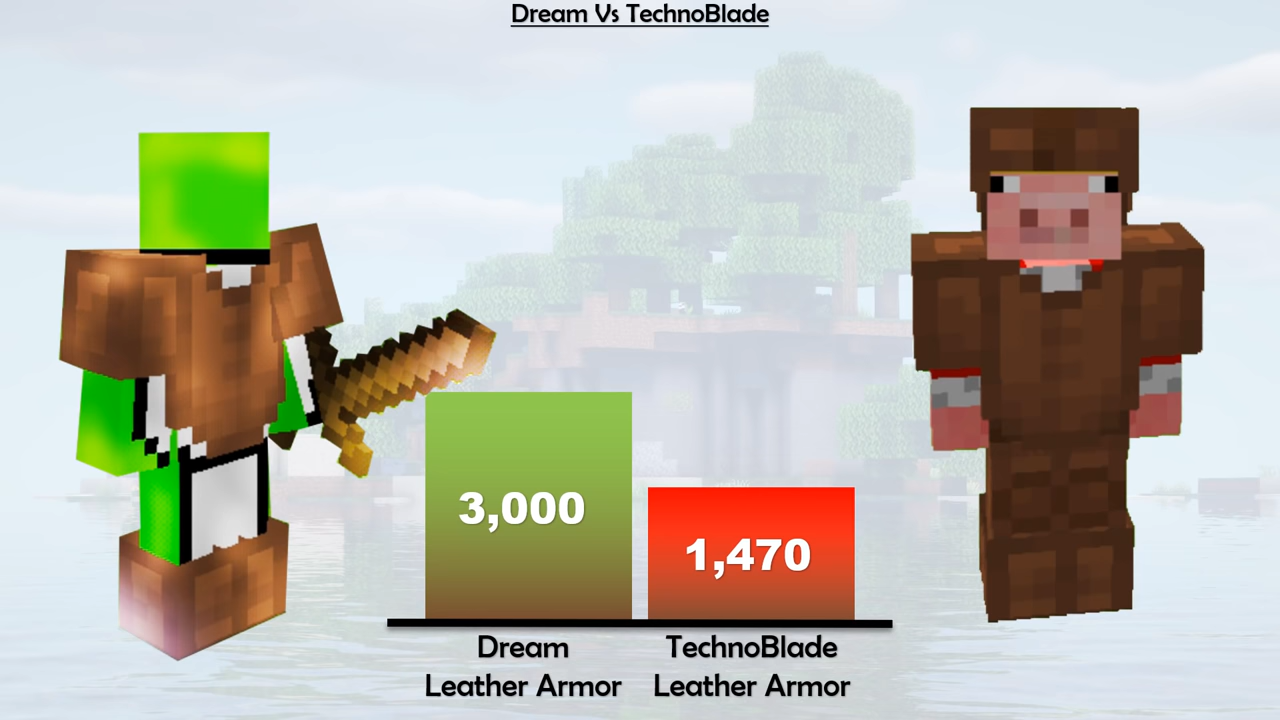 Dream Vs TechnoBlade
3,000
1,470
Dream
Leather Armor
TechnoBlade
Leather Armor